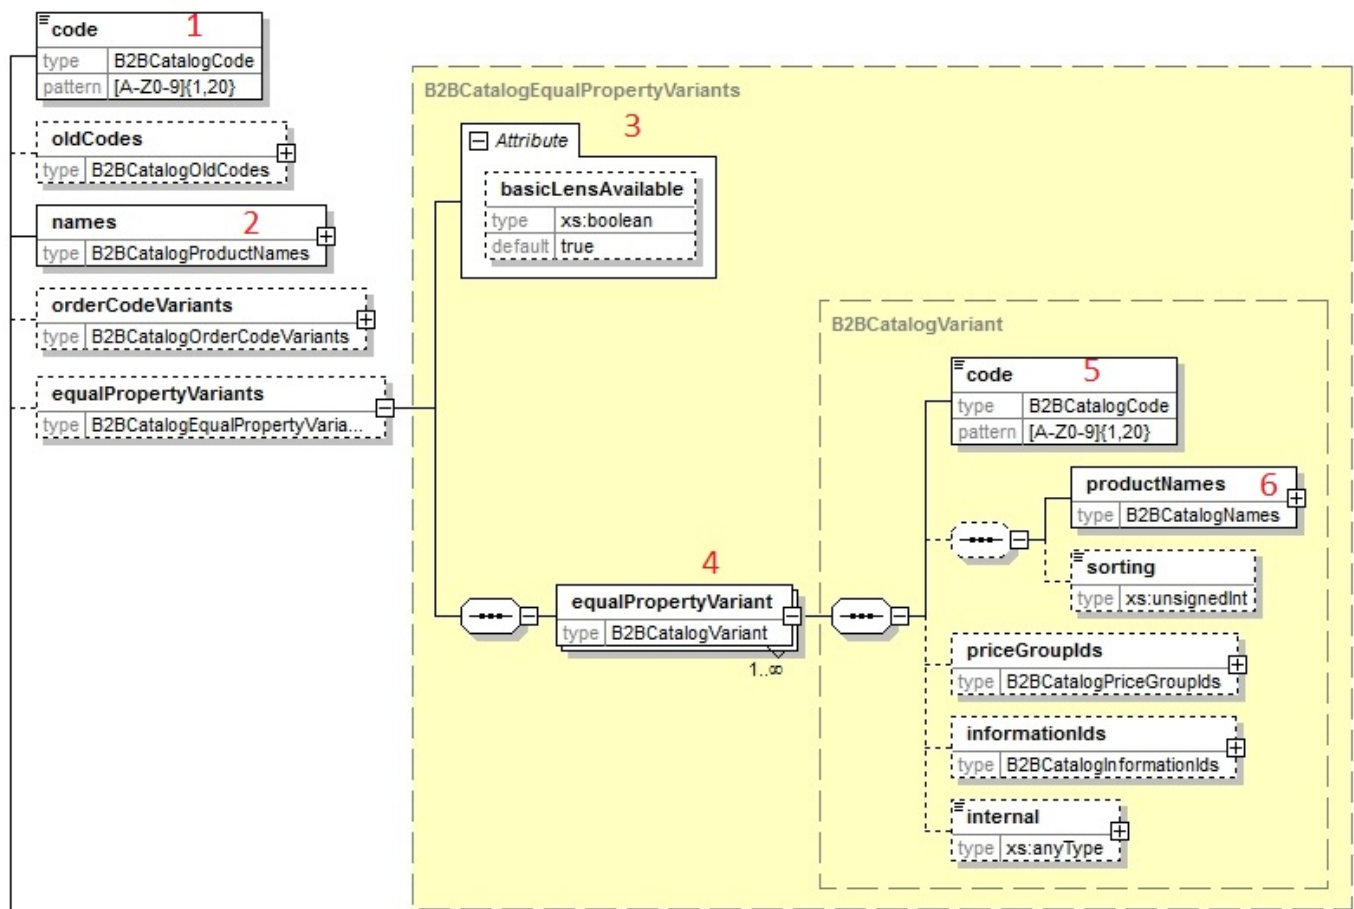 code 1
type B2BCatalogCode
pattern [A-Z0-9]{1,20}
oldCodes
type B2BCatalogOldCodes
names 2
type B2BCatalogProductNames
orderCodeVariants
type B2BCatalogOrderCodeVariants
equalPropertyVariants
type B2BCatalogEqualPropertyVaria...
B2BCatalogEqualPropertyVariants
Attribute 3
basicLensAvailable
type xs:boolean
default true
4
equalPropertyVariant
type B2BCatalogVariant
1..∞
B2BCatalogVariant
code 5
type B2BCatalogCode
pattern [A-Z0-9]{1,20}
productNames 6
type B2BCatalogNames
sorting
type xs:unsignedInt
priceGroupIds
type B2BCatalogPriceGroupIds
informationIds
type B2BCatalogInformationIds
internal
type xs:anyType